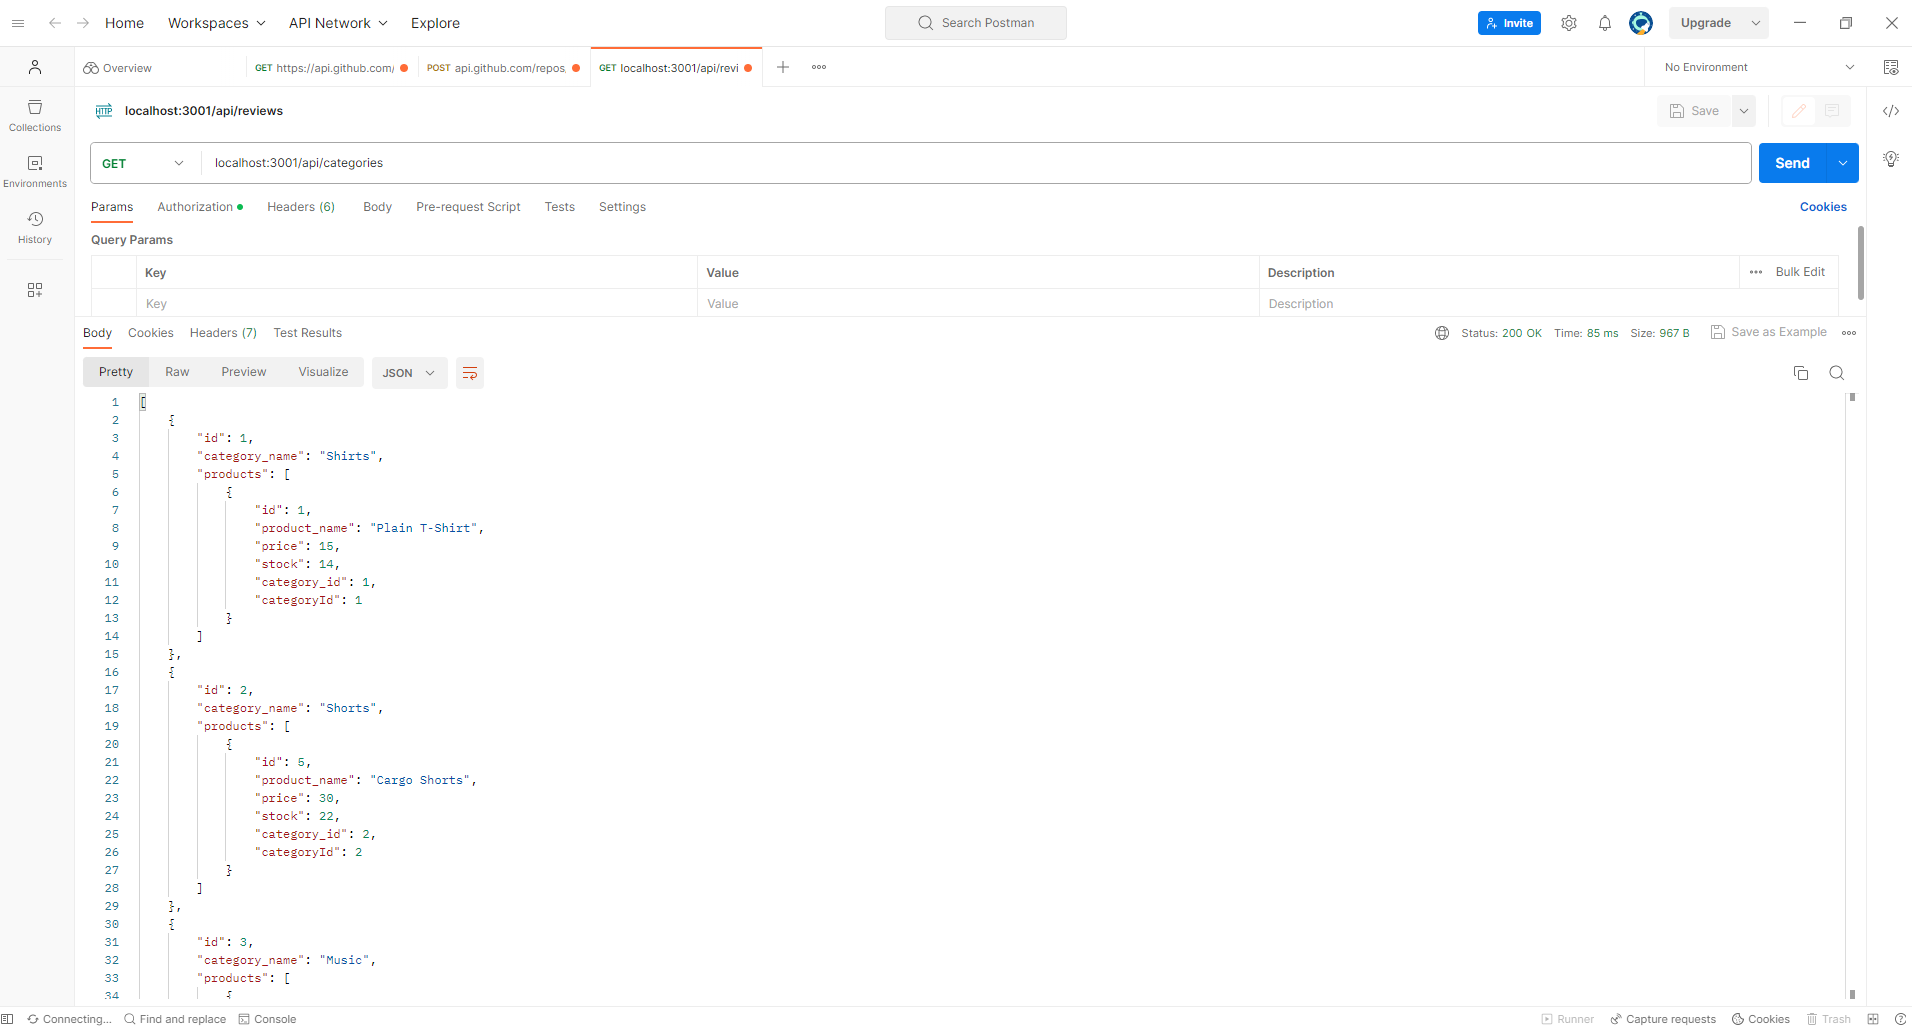 Home Workspaces API Network Explore Search Postman Invite Upgrade
Overview GET https://api.github.com/ POST api.github.com/repos, GET localhost:3001/api/revi No Environment
HTTP localhost:3001/api/reviews Save
Collections
GET localhost:3001/api/categories Send
Environments
Params Authorization Headers (6) Body Pre-request Script Tests Settings Cookies
History
Query Params
Key Value Description Bulk Edit
Key Value Description
Body Cookies Headers (7) Test Results Status: 200 OK Time: 85 ms Size: 967 B Save as Example
Pretty Raw Preview Visualize JSON
1 [
2 {
3 "id": 1,
4 "category_name": "Shirts",
5 "products": [
6 {
7 "id": 1,
8 "product_name": "Plain T-Shirt",
9 "price": 15,
10 "stock": 14,
11 "category_id": 1,
12 "categoryId": 1
13 }
14 ]
15 },
16 {
17 "id": 2,
18 "category_name": "Shorts",
19 "products": [
20 {
21 "id": 5,
22 "product_name": "Cargo Shorts",
23 "price": 30,
24 "stock": 22,
25 "category_id": 2,
26 "categoryId": 2
27 }
28 ]
29 },
30 {
31 "id": 3,
32 "category_name": "Music",
33 "products": [
34 {
Connecting... Find and replace Console Runner Capture requests Cookies Trash